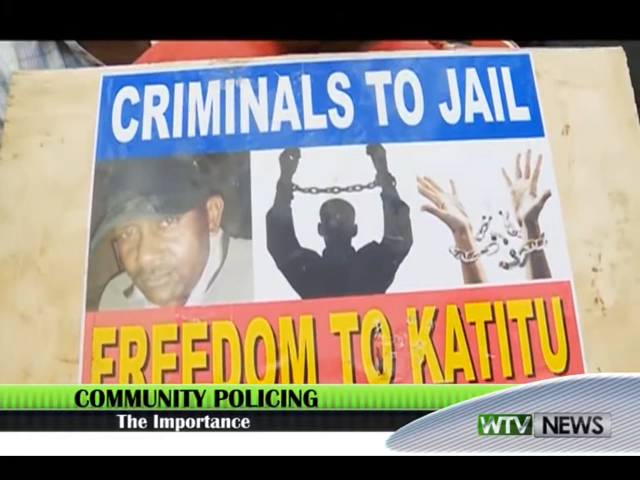 CRIMINALS TO JAIL
FREEDOM TO KATITU
COMMUNITY POLICING
The Importance
WTV NEWS